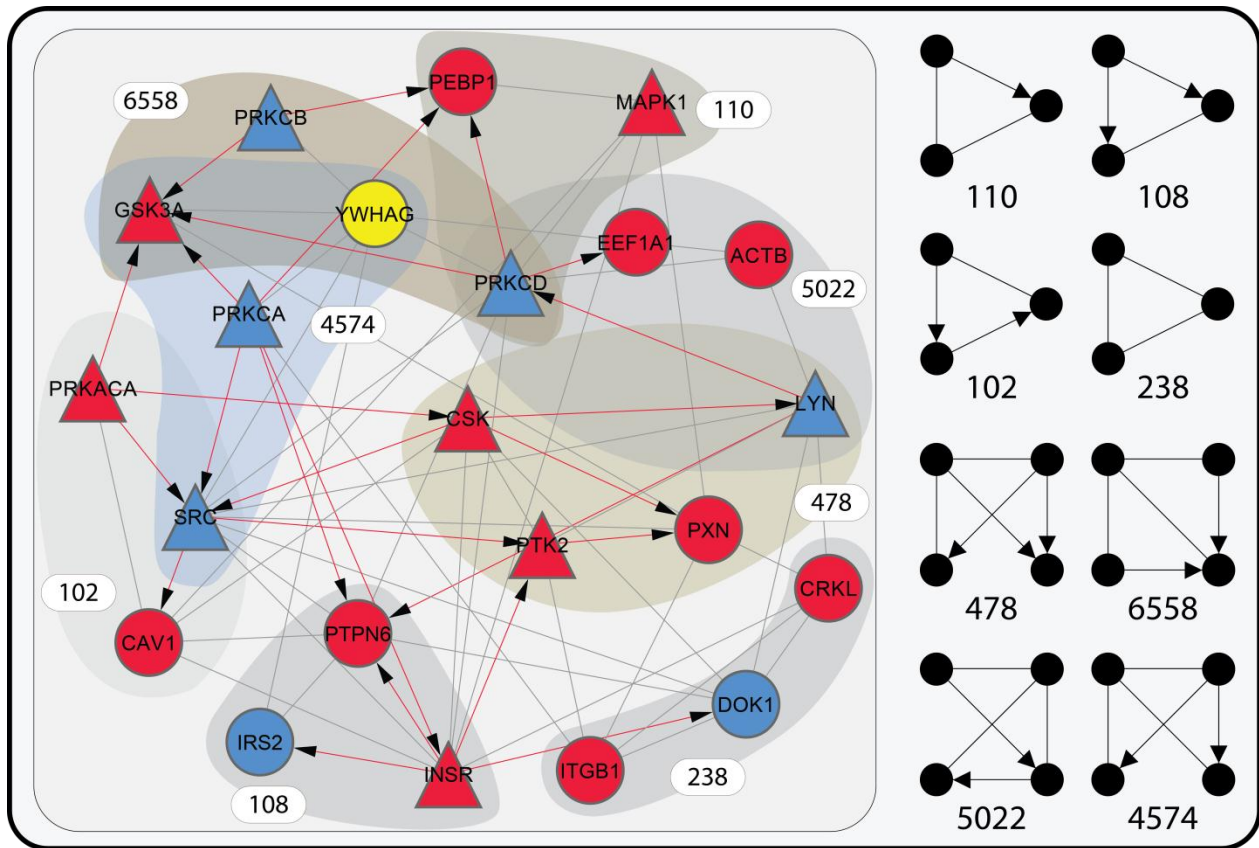 PEBP1
MAPK1
6558
PRKCB
110
GSK3A
YWHAG
EEF1A1
ACTB
PRKCD
5022
PRKCA
4574
PRKACA
CSK
LYN
SRC
478
PTK2
PXN
102
CRKL
CAV1
PTPN6
DOK1
IRS2
INSR
ITGB1
238
108
110
108
102
238
478
6558
5022
4574